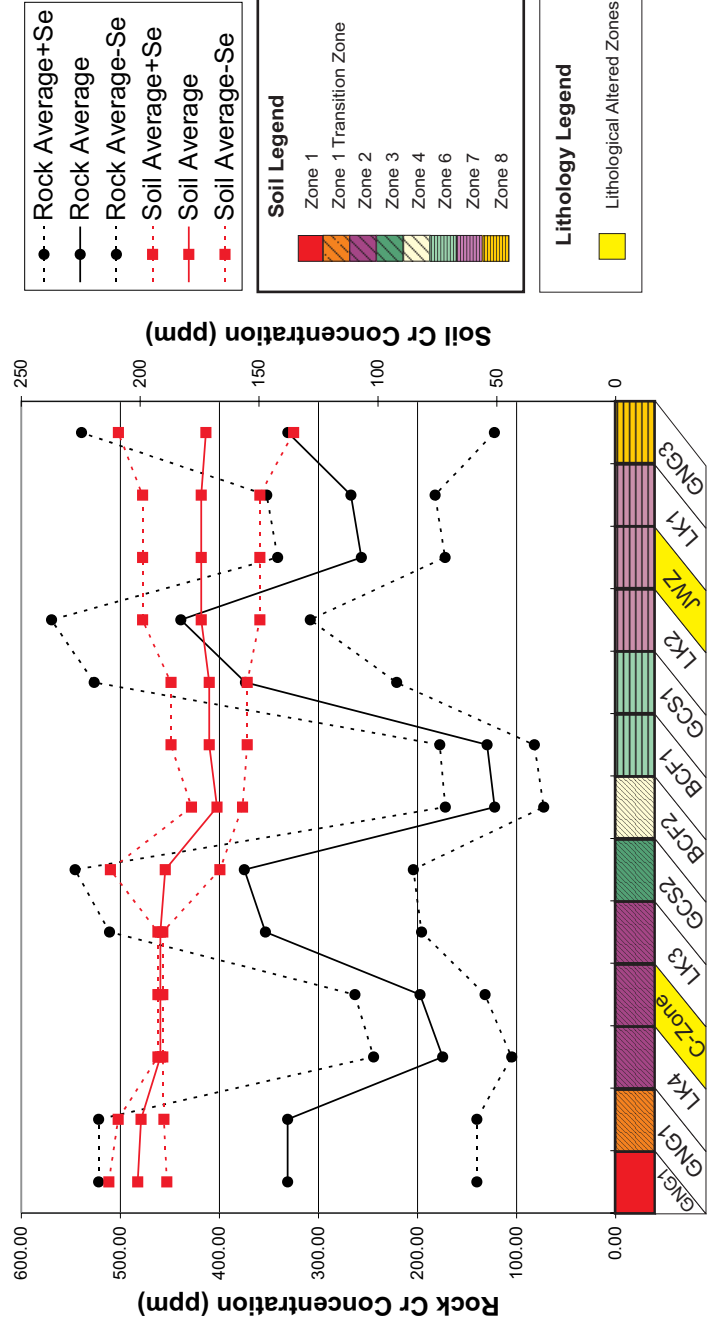 Rock Cr Concentration (ppm)
600.00
500.00
400.00
300.00
200.00
100.00
0.00
Soil Cr Concentration (ppm)
250
200
150
100
50
0
GNG1
GNG1
LK4
C-Zone
LK3
GCS2
BCF2
BCF1
GCS1
LK2
JWZ
LK1
GNG3
Rock Average+Se
Rock Average
Rock Average-Se
Soil Average+Se
Soil Average
Soil Average-Se
Soil Legend
Zone 1
Zone 1 Transition Zone
Zone 2
Zone 3
Zone 4
Zone 6
Zone 7
Zone 8
Lithology Legend
Lithological Altered Zones